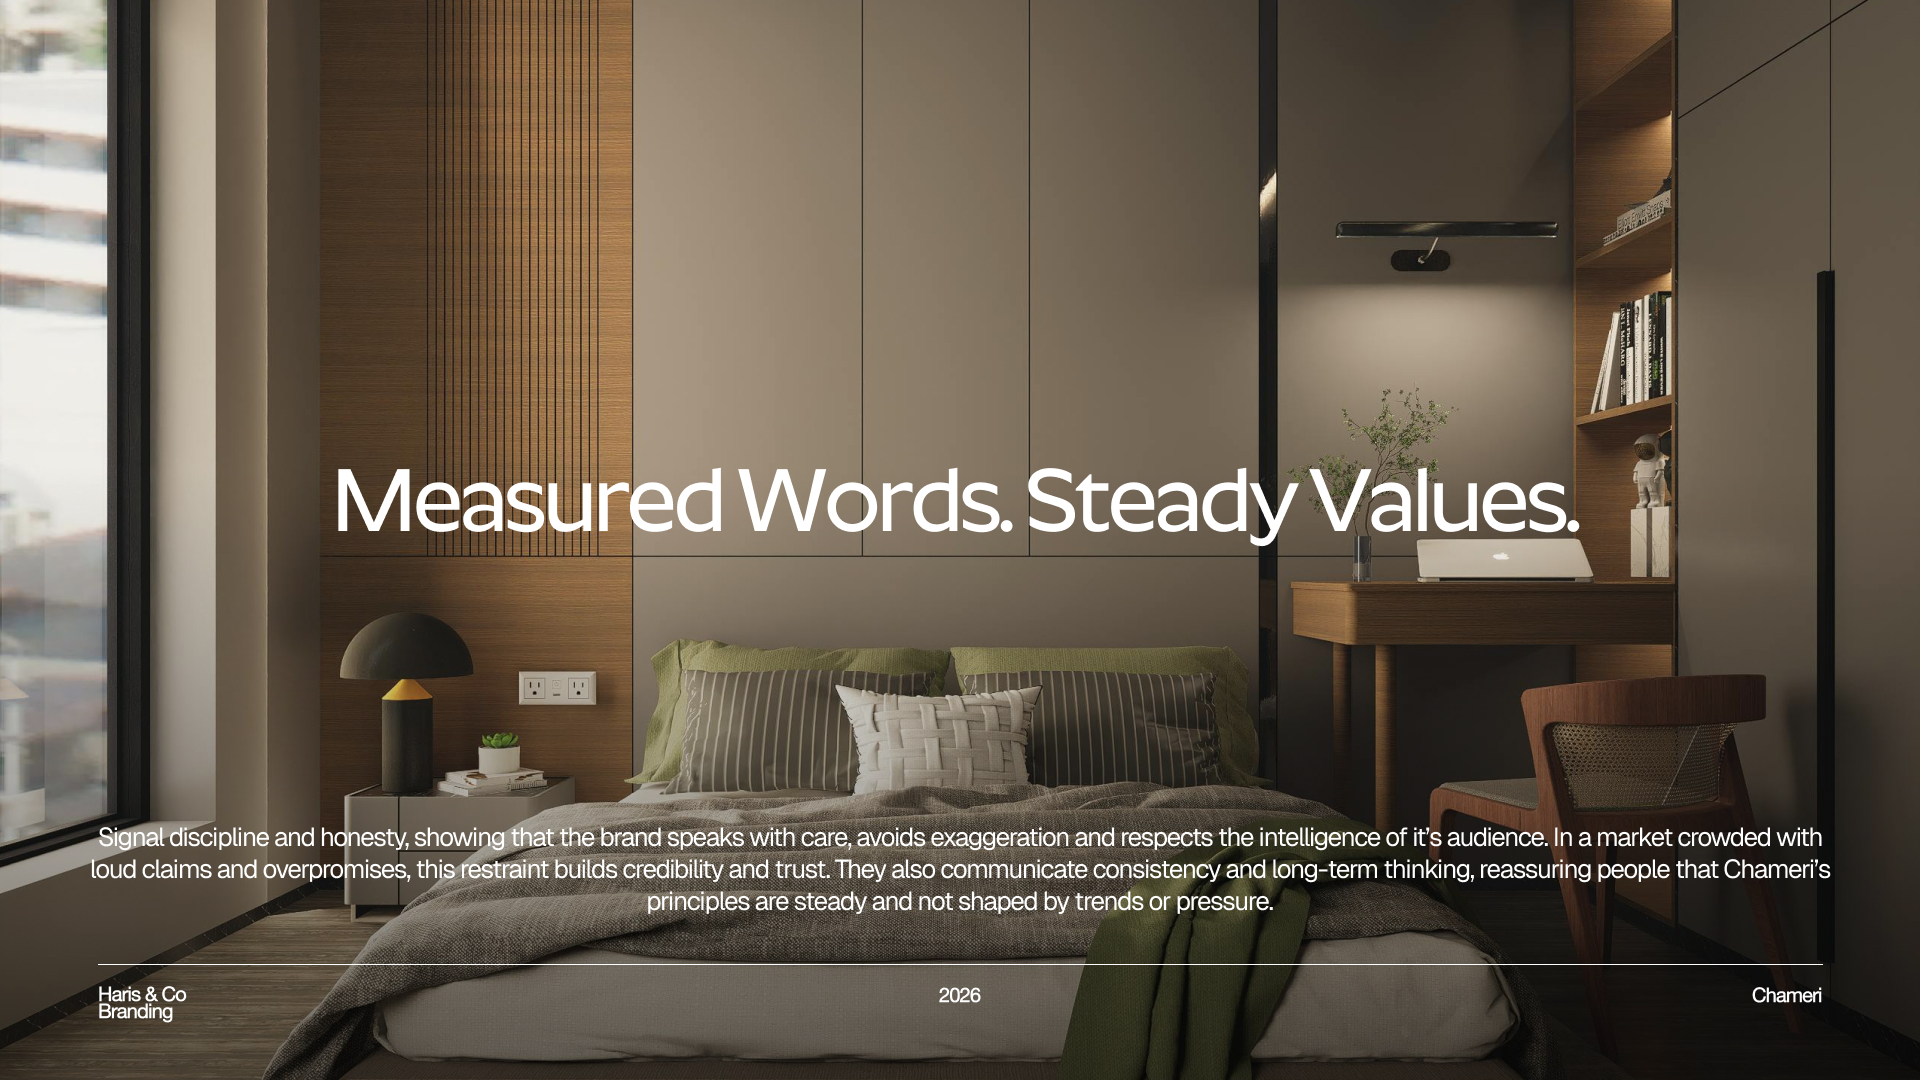 Measured Words. Steady Values.
Signal discipline and honesty, showing that the brand speaks with care, avoids exaggeration and respects the intelligence of it’s audience. In a market crowded with
loud claims and overpromises, this restraint builds credibility and trust. They also communicate consistency and long-term thinking, reassuring people that Chameri’s
principles are steady and not shaped by trends or pressure.
Haris & Co
Branding
2026
Chameri